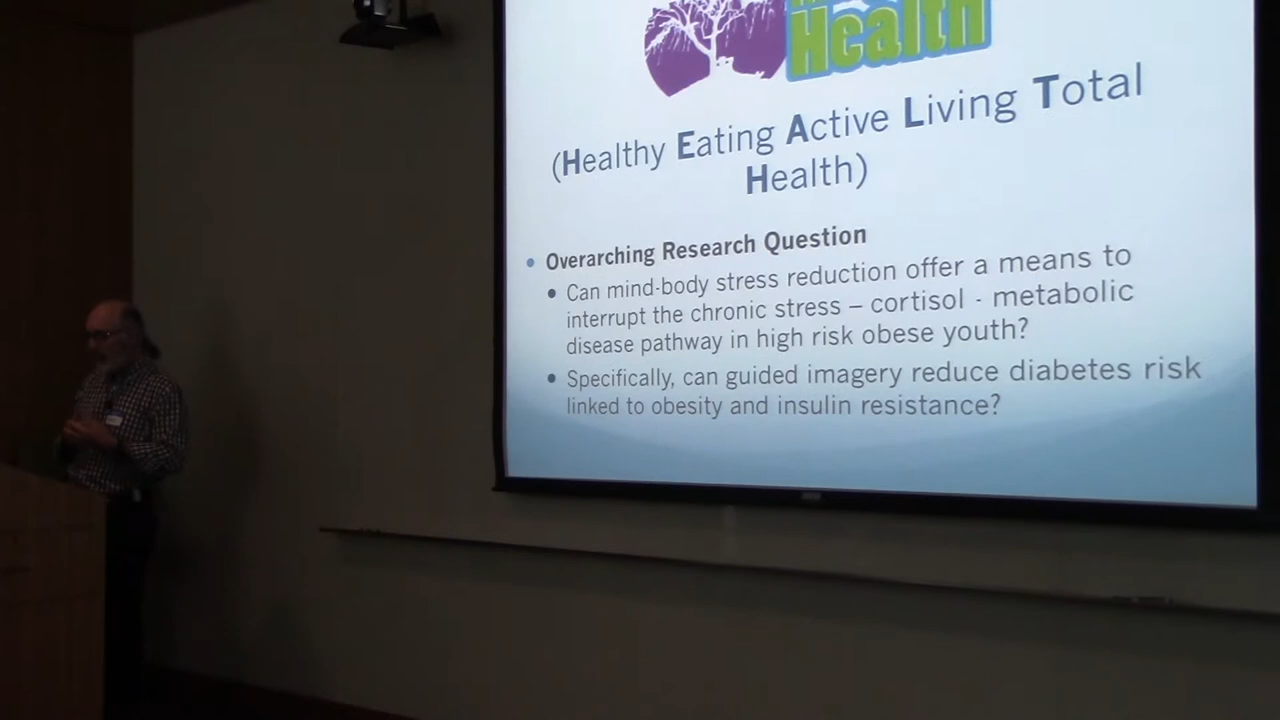 Health
(Healthy Eating Active Living Total
Health)
Overarching Research Question
Can mind-body stress reduction offer a means to
interrupt the chronic stress – cortisol - metabolic
disease pathway in high risk obese youth?
Specifically, can guided imagery reduce diabetes risk
linked to obesity and insulin resistance?